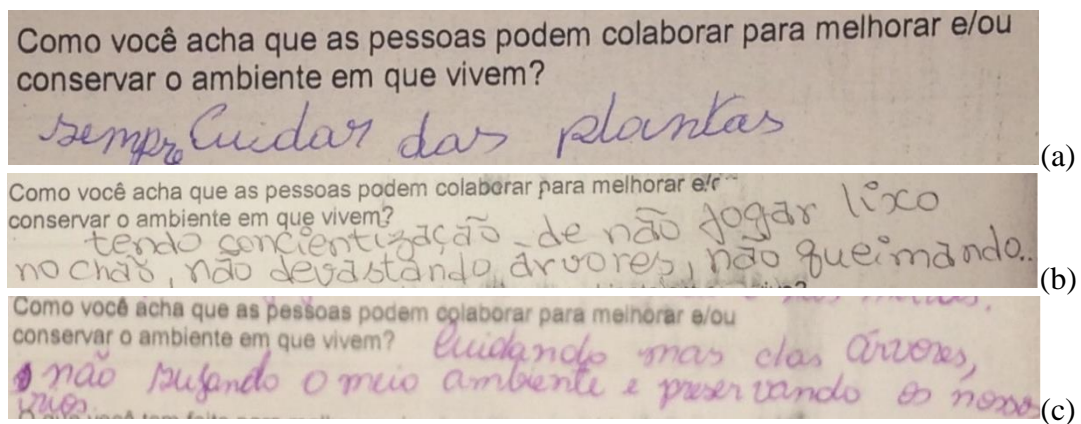 Como você acha que as pessoas podem colaborar para melhorar e/ou
conservar o ambiente em que vivem?
sempre Cuidar das plantas
(a)
Como você acha que as pessoas podem colaborar para melhorar e/o
conservar o ambiente em que vivem?
tendo concientização de não jogar lixo
no chão, não devastando árvores, não queimando..
(b)
Como você acha que as pessoas podem colaborar para melhorar e/ou
conservar o ambiente em que vivem? Cuidando mas das árvores,
não sujando o meio ambiente e preservando os nossos
rios.
(c)